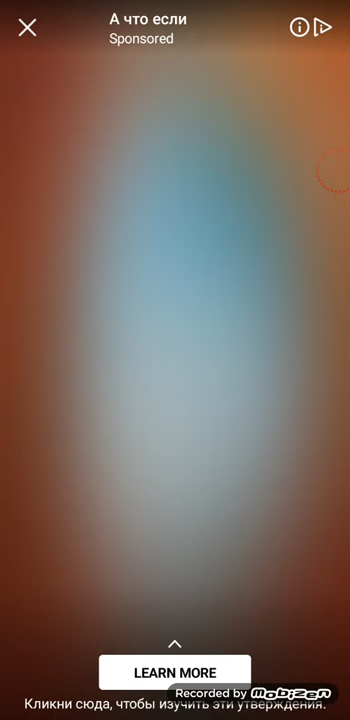 А что если
Sponsored
LEARN MORE
Recorded by MOBIZEN
Кликни сюда, чтобы изучить эти утверждения.